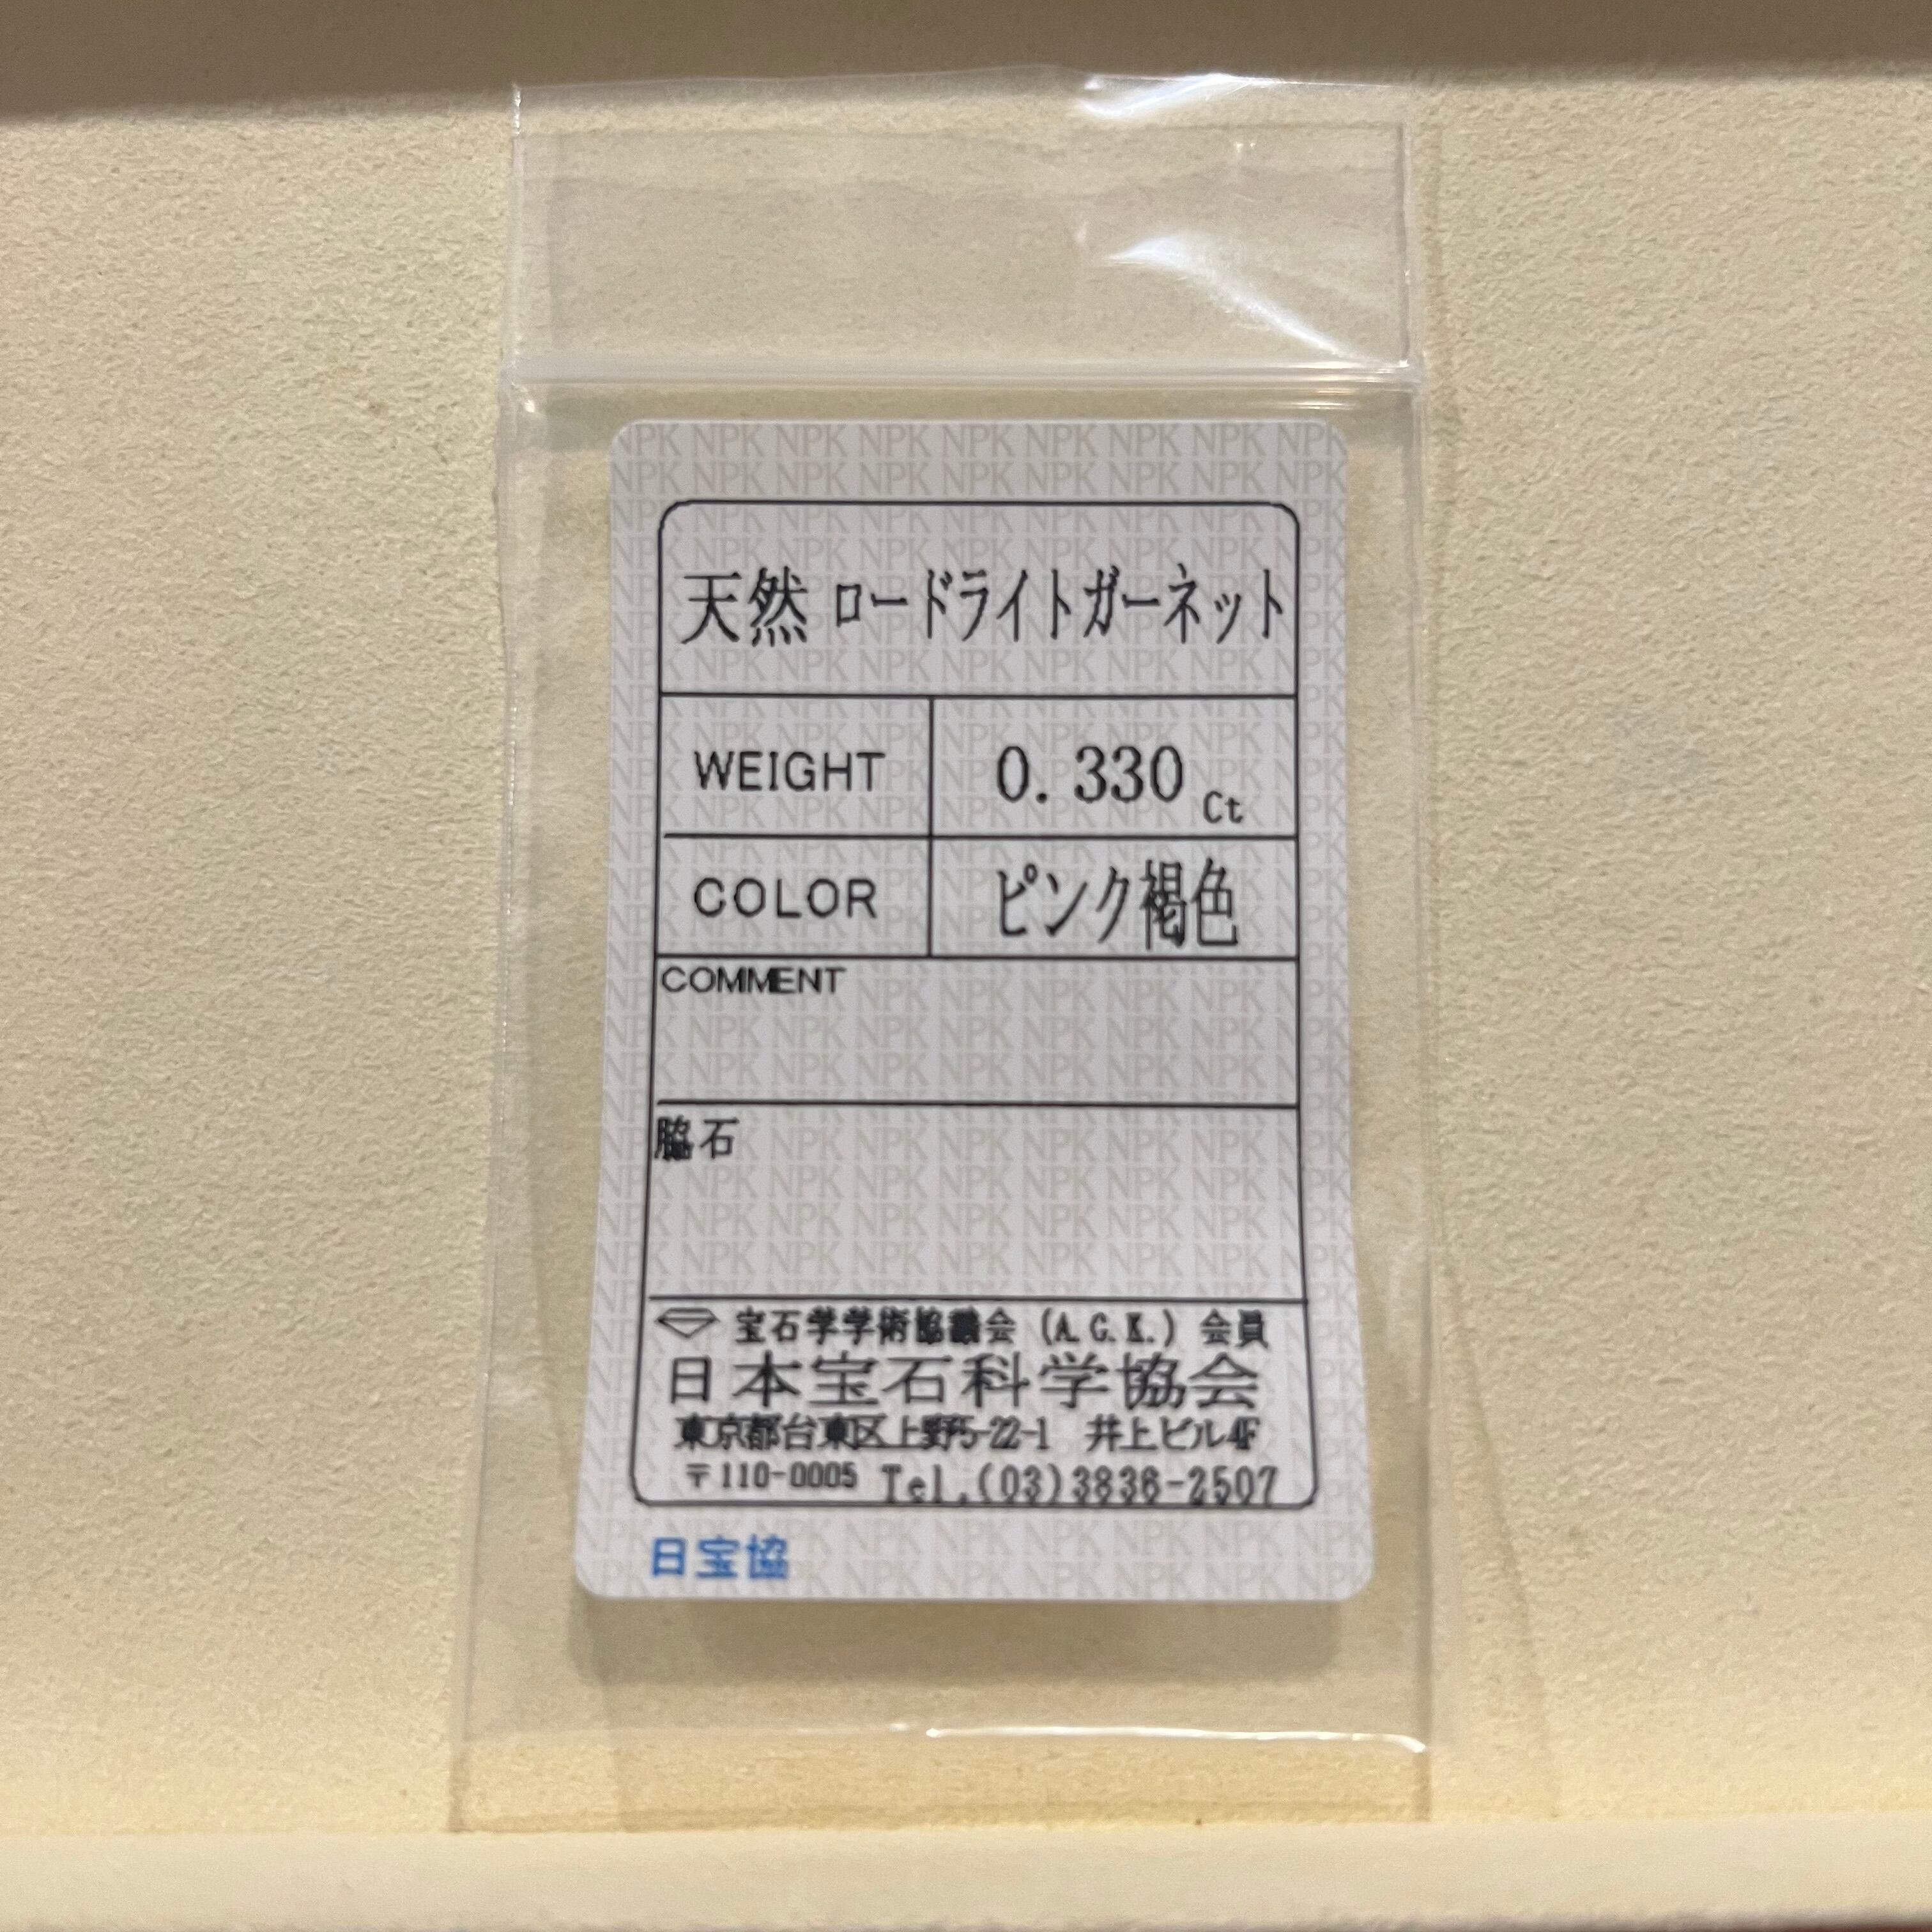 天然 ロードライトガーネット
WEIGHT 0.330 Ct
COLOR ピンク褐色
COMMENT
脇石
宝石学学術協議会 (A.G.K.) 会員
日本宝石科学協会
東京都台東区上野5-22-1 井上ビル4F
〒110-0005 Tel.(03)3836-2507
日宝協